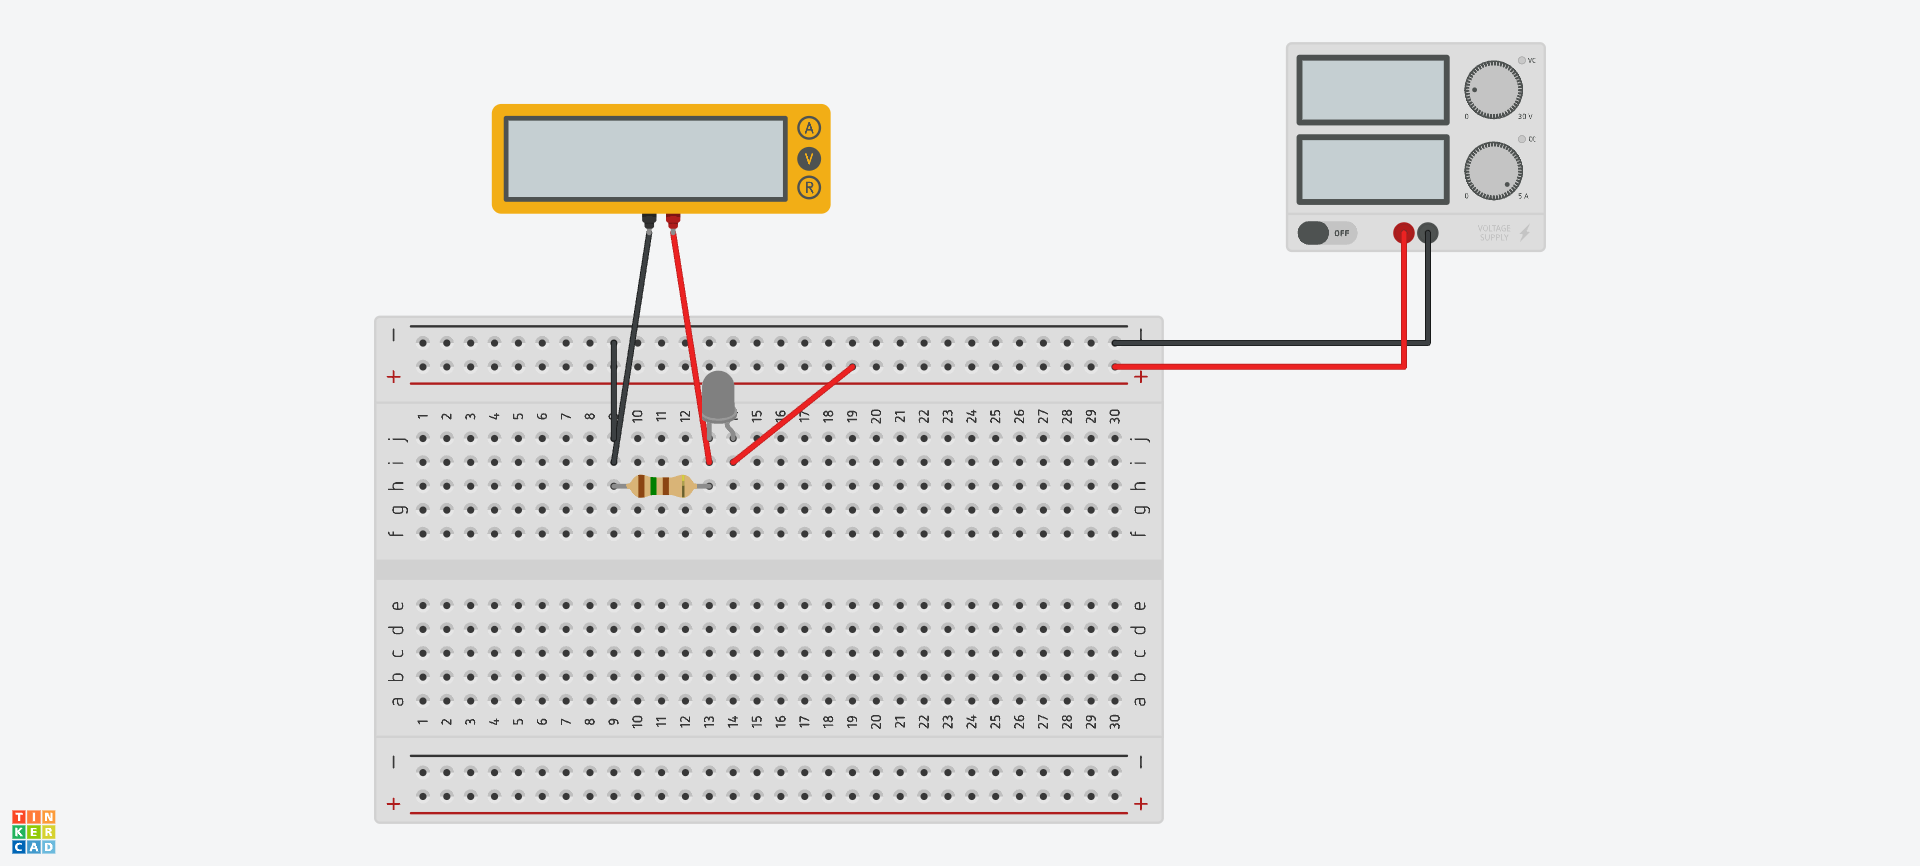 A
V
R
VC
0 30 V
CC
0 5 A
OFF
VOLTAGE
SUPPLY
− −
+ +
1 2 3 4 5 6 7 8 9 10 11 12 13 14 15 16 17 18 19 20 21 22 23 24 25 26 27 28 29 30
j j
i i
h h
g g
f f
e e
d d
c c
b b
a a
1 2 3 4 5 6 7 8 9 10 11 12 13 14 15 16 17 18 19 20 21 22 23 24 25 26 27 28 29 30
− −
+ +
TIN
KER
CAD